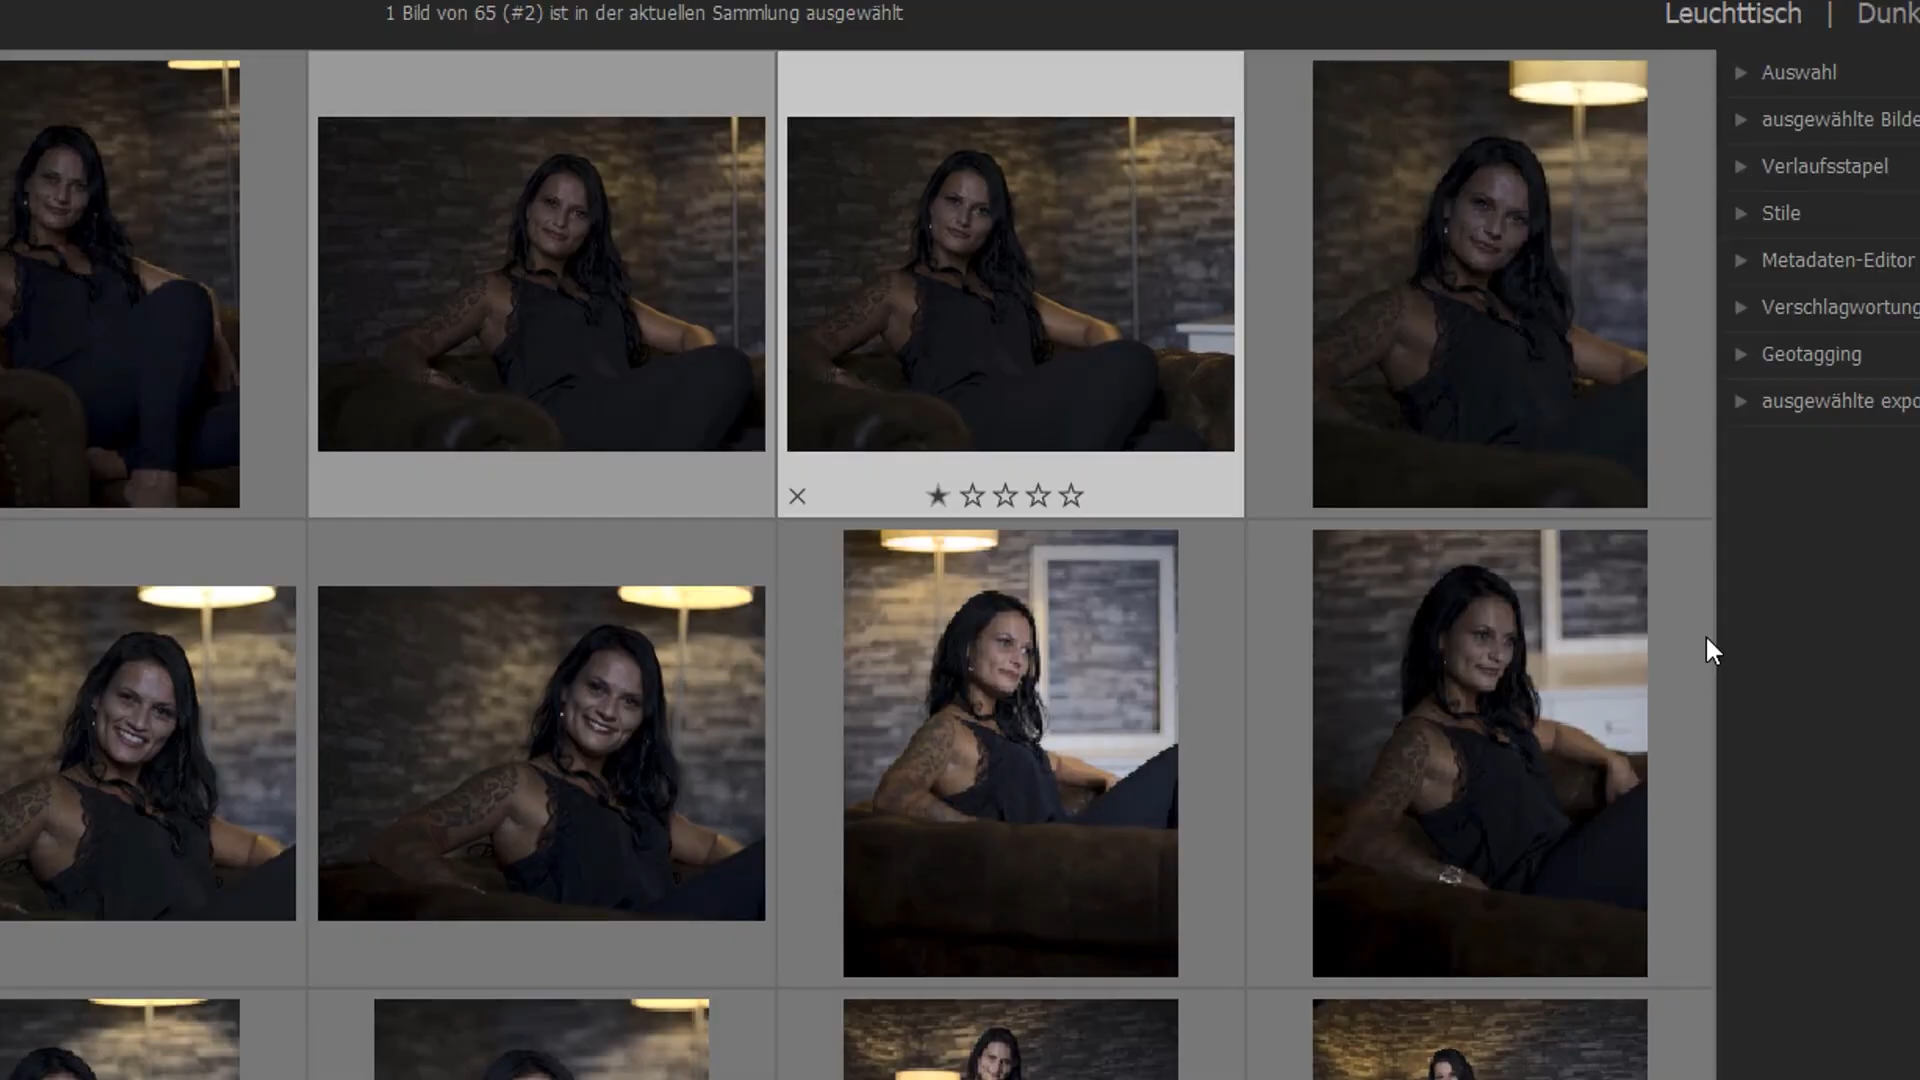 1 Bild von 65 (#2) ist in der aktuellen Sammlung ausgewählt
Leuchttisch | Dunk
Auswahl
ausgewählte Bilde
Verlaufsstapel
Stile
Metadaten-Editor
Verschlagwortung
Geotagging
ausgewählte expo